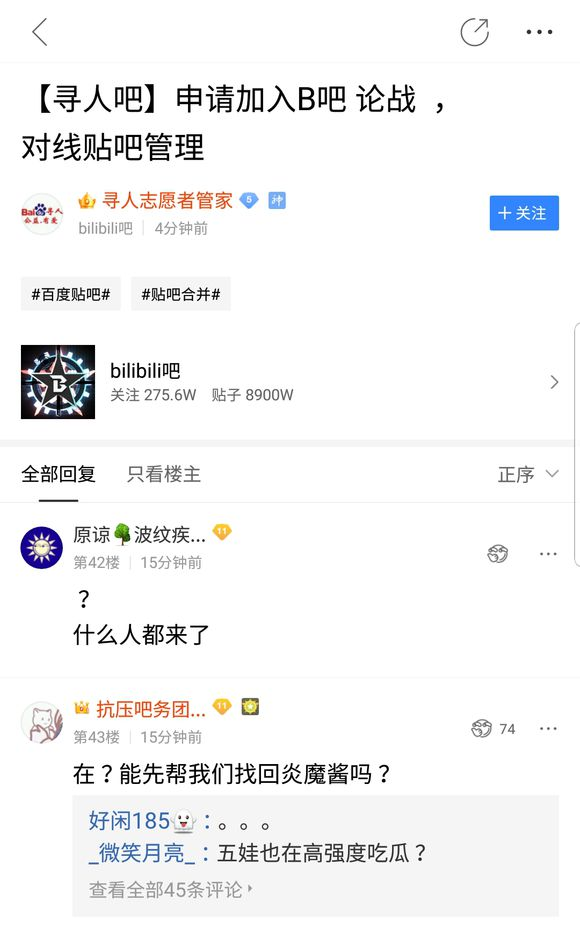 【寻人吧】申请加入B吧 论战 ，
对线贴吧管理
寻人志愿者管家 5 神
bilibili吧 4分钟前
关注
#百度贴吧# #贴吧合并#
bilibili吧
关注 275.6W 贴子 8900W
全部回复 只看楼主 正序
原谅🌳波纹疾... 11
第42楼 15分钟前
？
什么人都来了
抗压吧务团... 11
第43楼 15分钟前
74
在？能先帮我们找回炎魔酱吗？
好闲185👻：。。。
_微笑月亮_：五娃也在高强度吃瓜？
查看全部45条评论